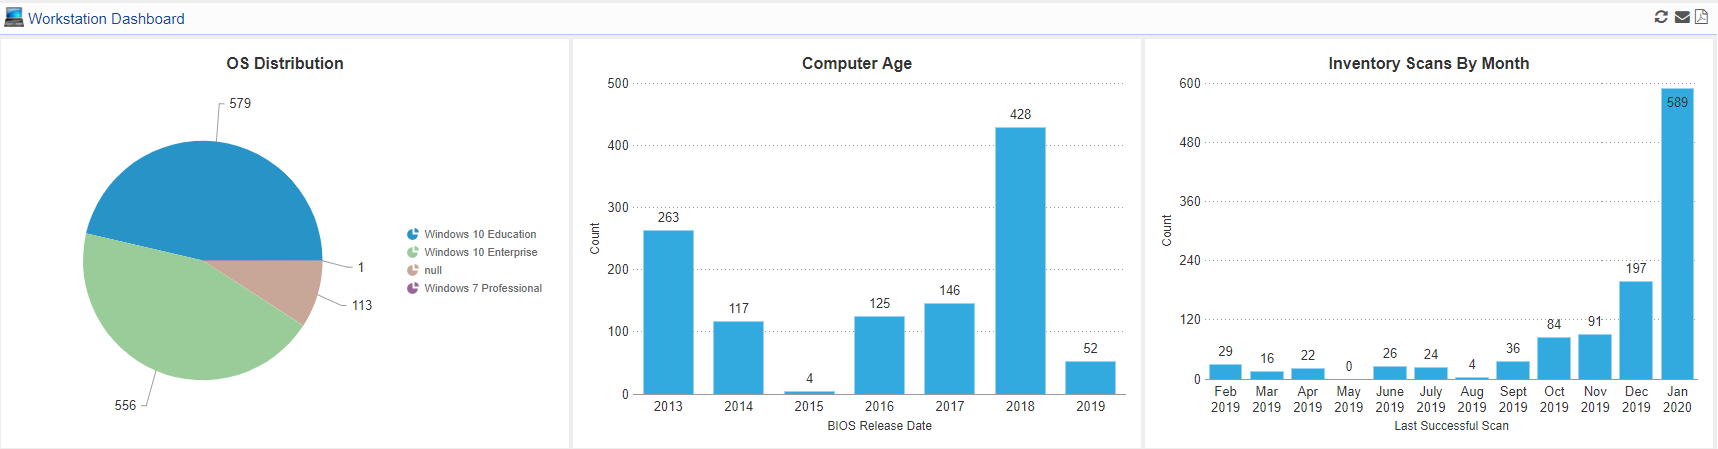 Workstation Dashboard
OS Distribution
579
1
113
556
Windows 10 Education
Windows 10 Enterprise
null
Windows 7 Professional
Computer Age
500
400
300
200
100
0
Count
263
117
4
125
146
428
52
2013 2014 2015 2016 2017 2018 2019
BIOS Release Date
Inventory Scans By Month
600
480
360
240
120
0
Count
29
16
22
0
26
24
4
36
84
91
197
589
Feb Mar Apr May June July Aug Sept Oct Nov Dec Jan
2019 2019 2019 2019 2019 2019 2019 2019 2019 2019 2019 2020
Last Successful Scan